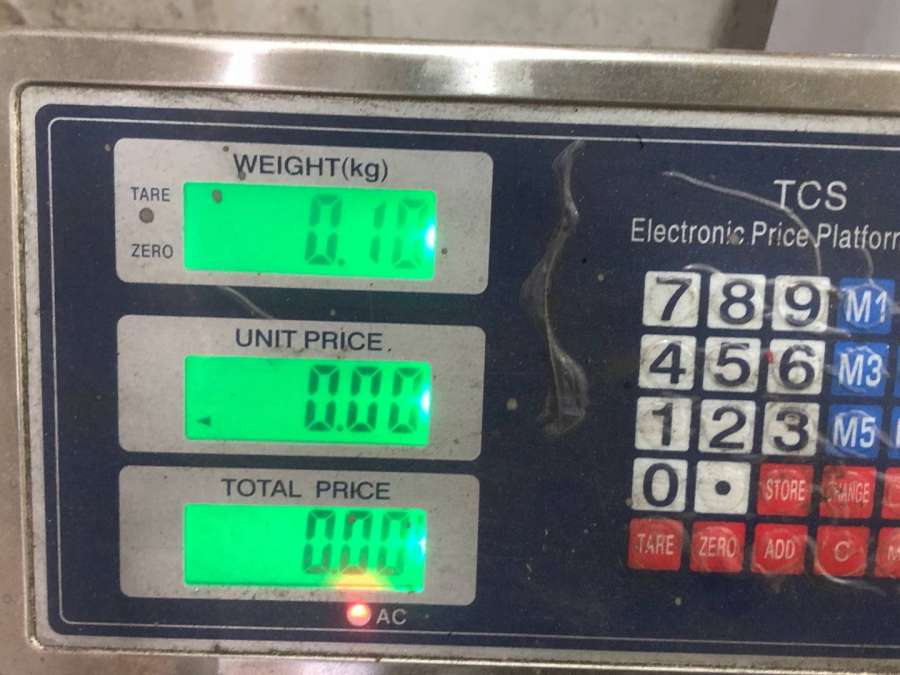 WEIGHT(kg)
TARE
ZERO
0.10
UNIT PRICE
0.00
TOTAL PRICE
0.00
AC
TCS
Electronic Price Platform
7 8 9 M1
4 5 6 M3
1 2 3 M5
0 . STORE CHANGE
TARE ZERO ADD C